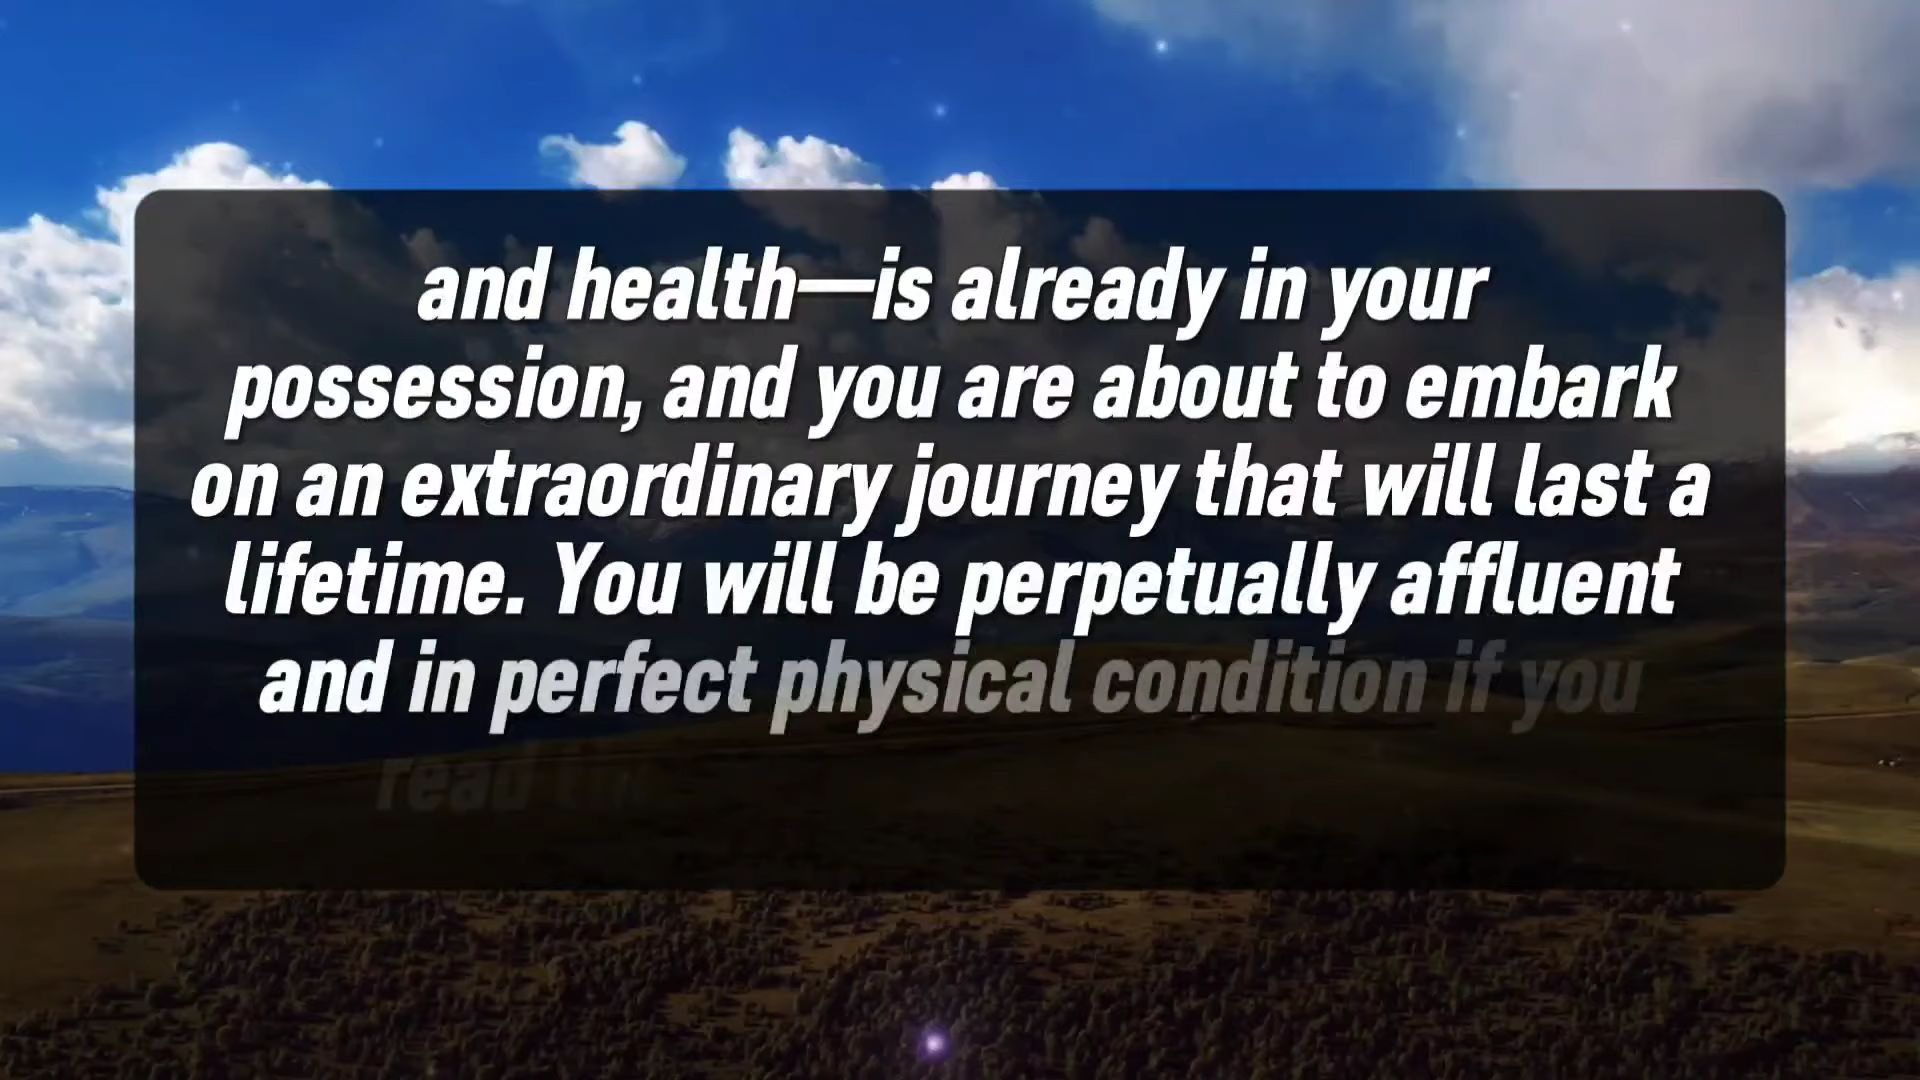 and health—is already in your
possession, and you are about to embark
on an extraordinary journey that will last a
lifetime. You will be perpetually affluent
and in perfect physical condition if you
read